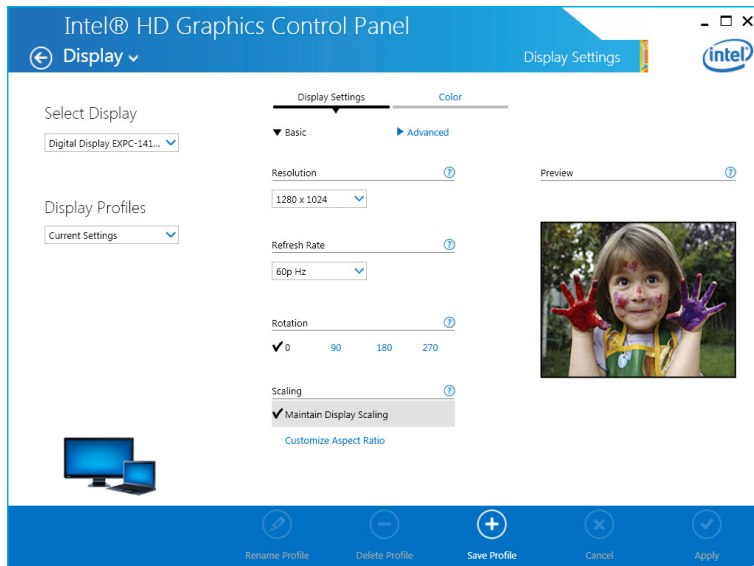 Intel® HD Graphics Control Panel
Display
Display Settings
intel
Select Display
Digital Display EXPC-141...
Display Profiles
Current Settings
Display Settings
Color
Basic
Advanced
Resolution
?
1280 x 1024
Refresh Rate
?
60p Hz
Rotation
?
0 90 180 270
Scaling
?
Maintain Display Scaling
Customize Aspect Ratio
Preview
?
Rename Profile
Delete Profile
Save Profile
Cancel
Apply